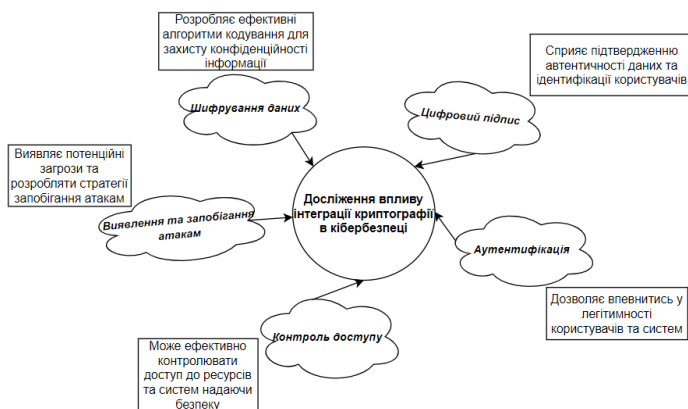 Розробляє ефективні
алгоритми кодування для
захисту конфіденційності
інформації
Шифрування даних
Сприяє підтвердженню
автентичності даних та
ідентифікації користувачів
Цифровий підпис
Виявляє потенційні
загрози та
розробляти стратегії
запобігання атакам
Виявлення та запобігання
атакам
Досліження впливу
інтеграції криптографії
в кібербезпеці
Аутентифікація
Дозволяє впевнитись у
легітимності
користувачів та систем
Контроль доступу
Може ефективно
контролювати
доступ до ресурсів
та систем надаючи
безпеку